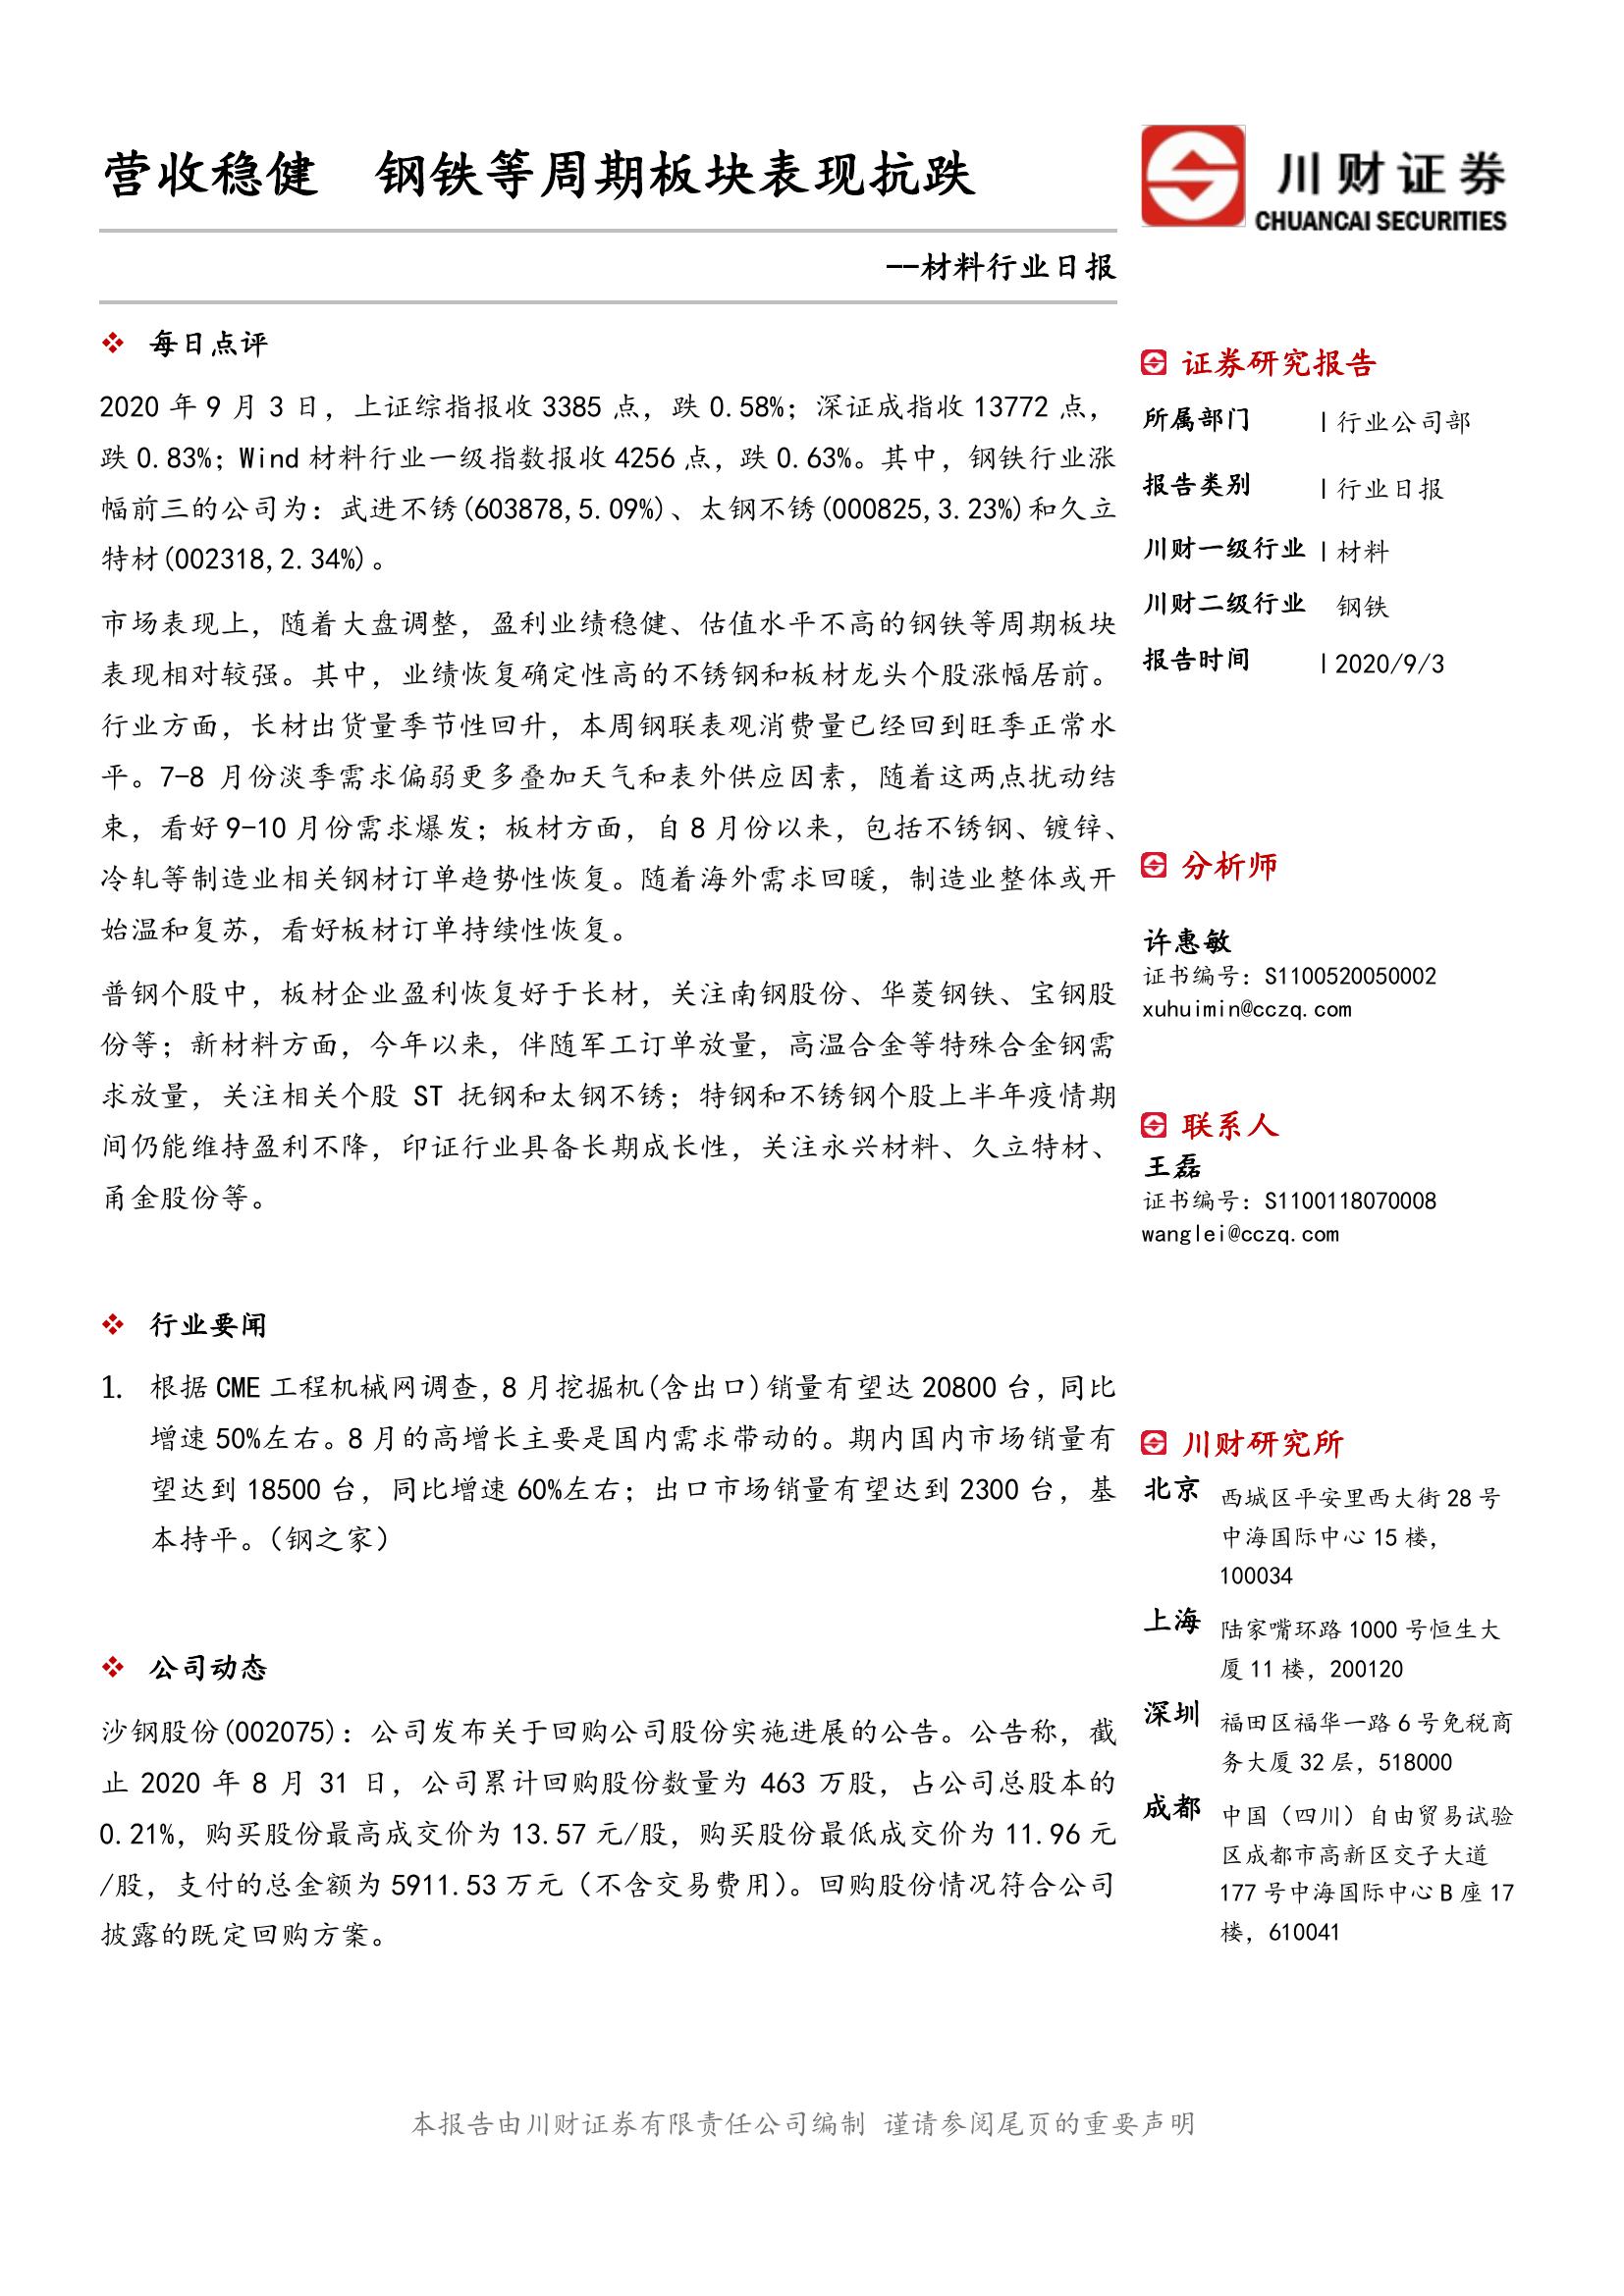 营收稳健　钢铁等周期板块表现抗跌
川财证券
CHUANCAI SECURITIES
——材料行业日报
❖ 每日点评
2020 年 9 月 3 日，上证综指报收 3385 点，跌 0.58%；深证成指收 13772 点，
跌 0.83%；Wind 材料行业一级指数报收 4256 点，跌 0.63%。其中，钢铁行业涨
幅前三的公司为：武进不锈(603878,5.09%)、太钢不锈(000825,3.23%)和久立
特材(002318,2.34%)。
市场表现上，随着大盘调整，盈利业绩稳健、估值水平不高的钢铁等周期板块
表现相对较强。其中，业绩恢复确定性高的不锈钢和板材龙头个股涨幅居前。
行业方面，长材出货量季节性回升，本周钢联表观消费量已经回到旺季正常水
平。7-8 月份淡季需求偏弱更多叠加天气和表外供应因素，随着这两点扰动结
束，看好 9-10 月份需求爆发；板材方面，自 8 月份以来，包括不锈钢、镀锌、
冷轧等制造业相关钢材订单趋势性恢复。随着海外需求回暖，制造业整体或开
始温和复苏，看好板材订单持续性恢复。
普钢个股中，板材企业盈利恢复好于长材，关注南钢股份、华菱钢铁、宝钢股
份等；新材料方面，今年以来，伴随军工订单放量，高温合金等特殊合金钢需
求放量，关注相关个股 ST 抚钢和太钢不锈；特钢和不锈钢个股上半年疫情期
间仍能维持盈利不降，印证行业具备长期成长性，关注永兴材料、久立特材、
甬金股份等。
❖ 行业要闻
1. 根据 CME 工程机械网调查，8 月挖掘机(含出口)销量有望达 20800 台，同比
增速 50%左右。8 月的高增长主要是国内需求带动的。期内国内市场销量有
望达到 18500 台，同比增速 60%左右；出口市场销量有望达到 2300 台，基
本持平。（钢之家）
❖ 公司动态
沙钢股份(002075)：公司发布关于回购公司股份实施进展的公告。公告称，截
止 2020 年 8 月 31 日，公司累计回购股份数量为 463 万股，占公司总股本的
0.21%，购买股份最高成交价为 13.57 元/股，购买股份最低成交价为 11.96 元
/股，支付的总金额为 5911.53 万元（不含交易费用）。回购股份情况符合公司
披露的既定回购方案。
证券研究报告
所属部门 | 行业公司部
报告类别 | 行业日报
川财一级行业 | 材料
川财二级行业 钢铁
报告时间 | 2020/9/3
分析师
许惠敏
证书编号：S1100520050002
xuhuimin@cczq.com
联系人
王磊
证书编号：S1100118070008
wanglei@cczq.com
川财研究所
北京 西城区平安里西大街 28 号
中海国际中心 15 楼，
100034
上海 陆家嘴环路 1000 号恒生大
厦 11 楼，200120
深圳 福田区福华一路 6 号免税商
务大厦 32 层，518000
成都 中国（四川）自由贸易试验
区成都市高新区交子大道
177 号中海国际中心 B 座 17
楼，610041
本报告由川财证券有限责任公司编制 谨请参阅尾页的重要声明